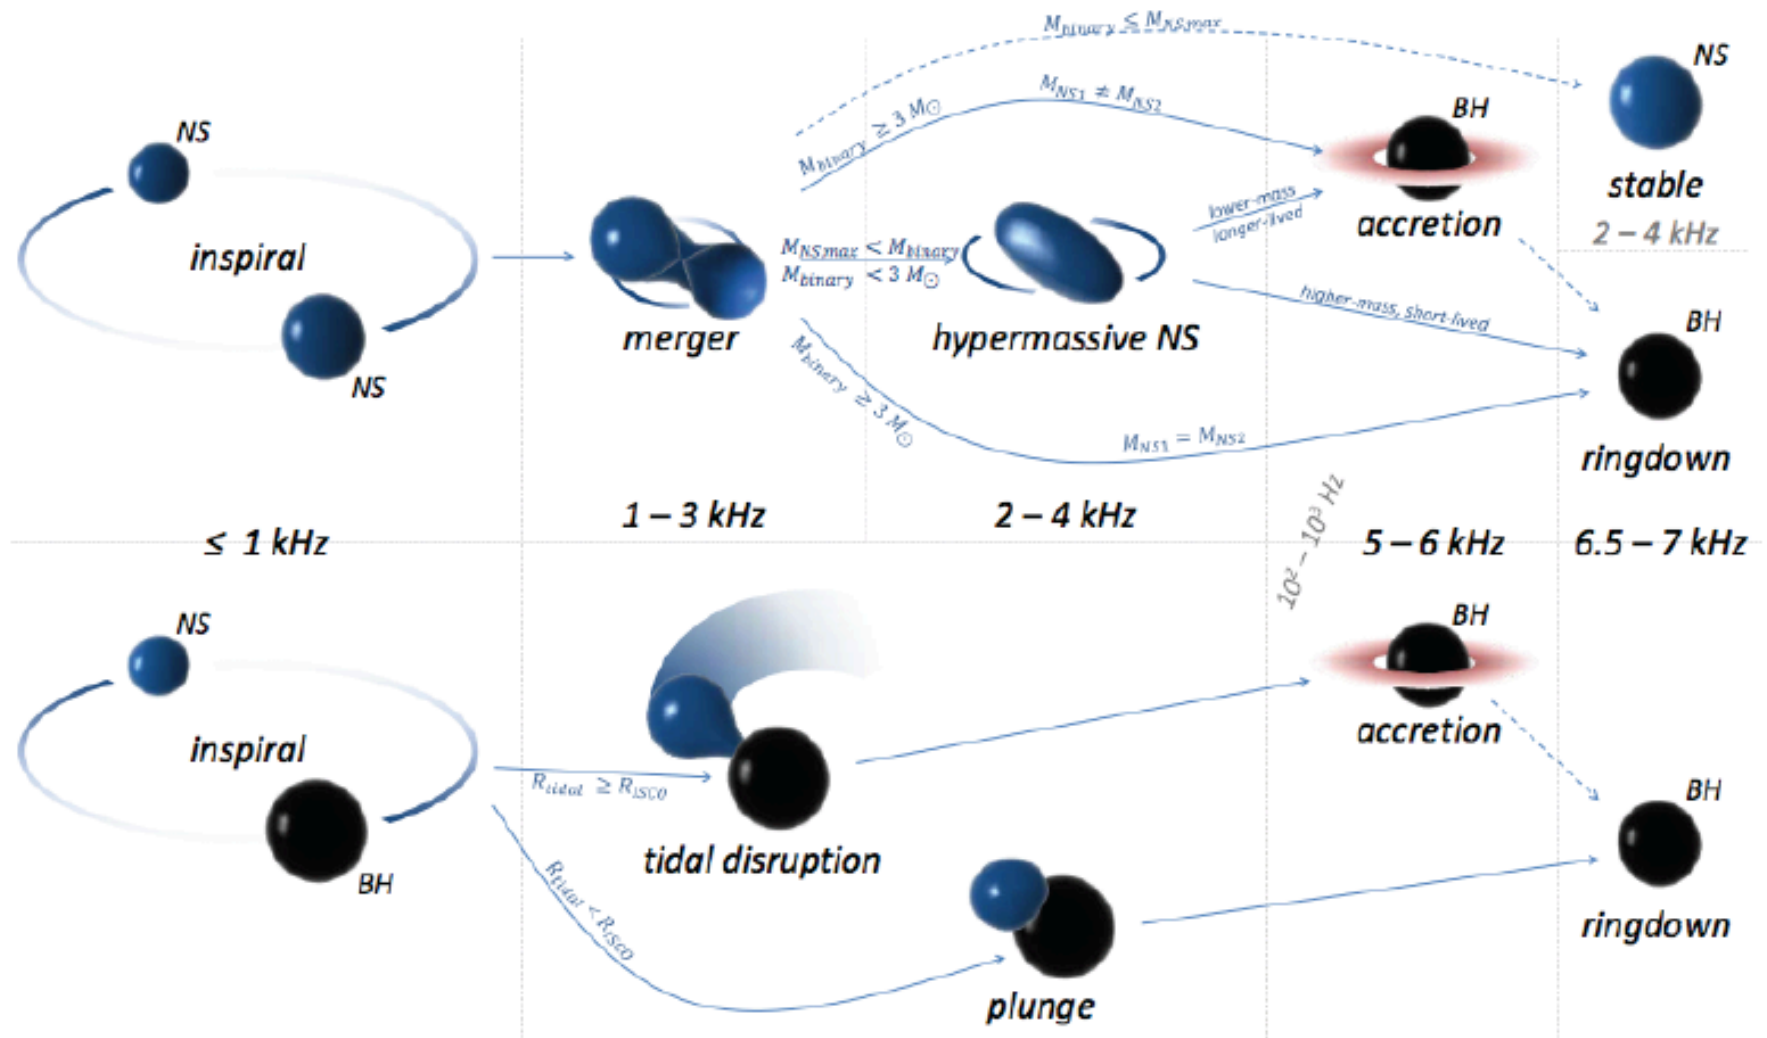 M_binary ≤ M_NSmax
NS
M_NS1 ≠ M_NS2
M_binary ≥ 3 M_⊙
BH
NS
stable
lower-mass
longer-lived
accretion
2 – 4 kHz
inspiral
M_NSmax < M_binary
M_binary < 3 M_⊙
higher-mass, short-lived
BH
merger
hypermassive NS
NS
M_binary ≥ 3 M_⊙
M_NS1 = M_NS2
ringdown
≤ 1 kHz
1 – 3 kHz
2 – 4 kHz
10² – 10³ Hz
5 – 6 kHz
6.5 – 7 kHz
NS
BH
inspiral
accretion
R_tidal ≥ R_ISCO
BH
tidal disruption
BH
R_tidal < R_ISCO
ringdown
plunge